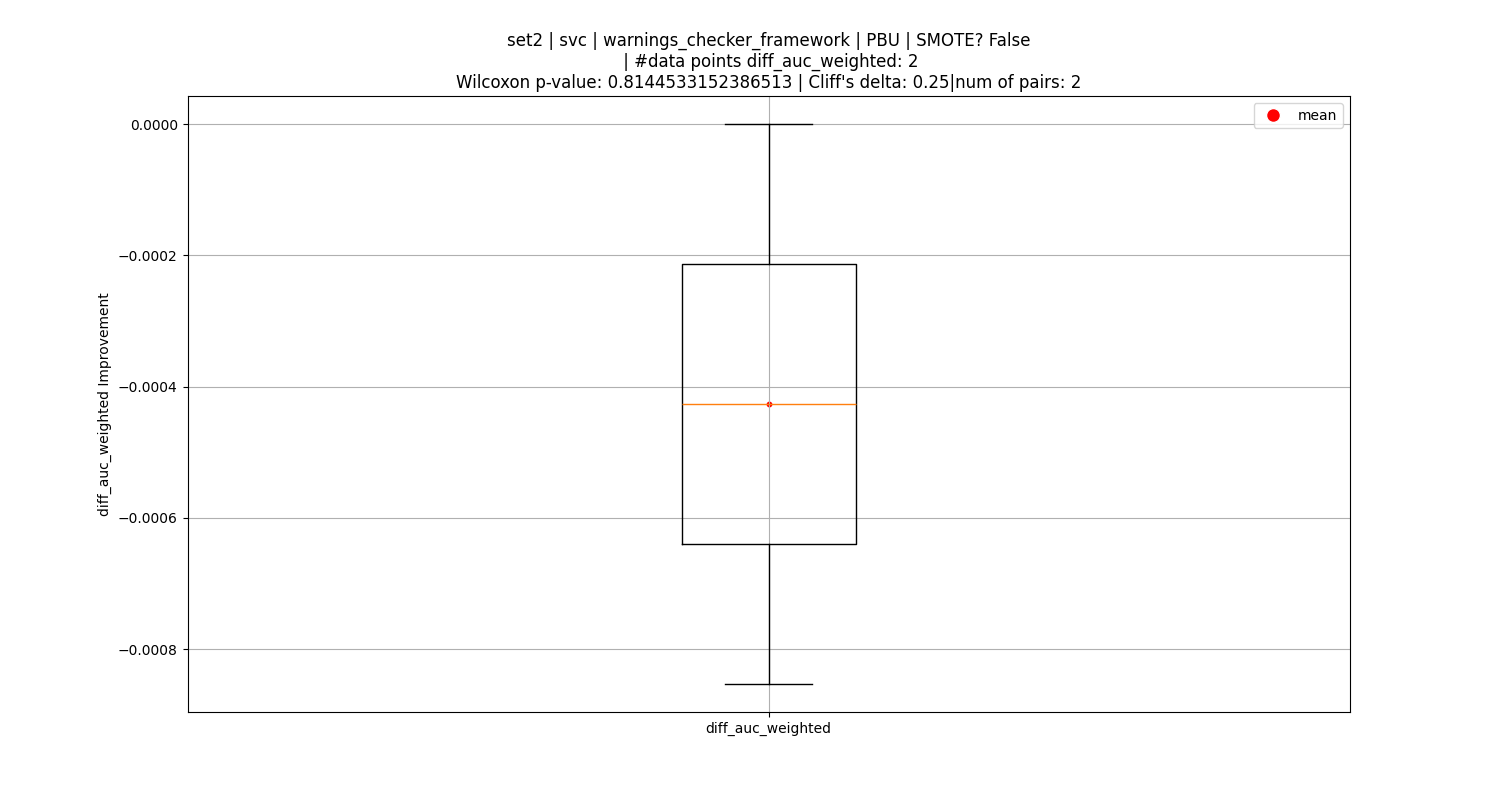 set2 | svc | warnings_checker_framework | PBU | SMOTE? False
| #data points diff_auc_weighted: 2
Wilcoxon p-value: 0.8144533152386513 | Cliff's delta: 0.25|num of pairs: 2
mean
0.0000
−0.0002
−0.0004
−0.0006
−0.0008
diff_auc_weighted Improvement
diff_auc_weighted